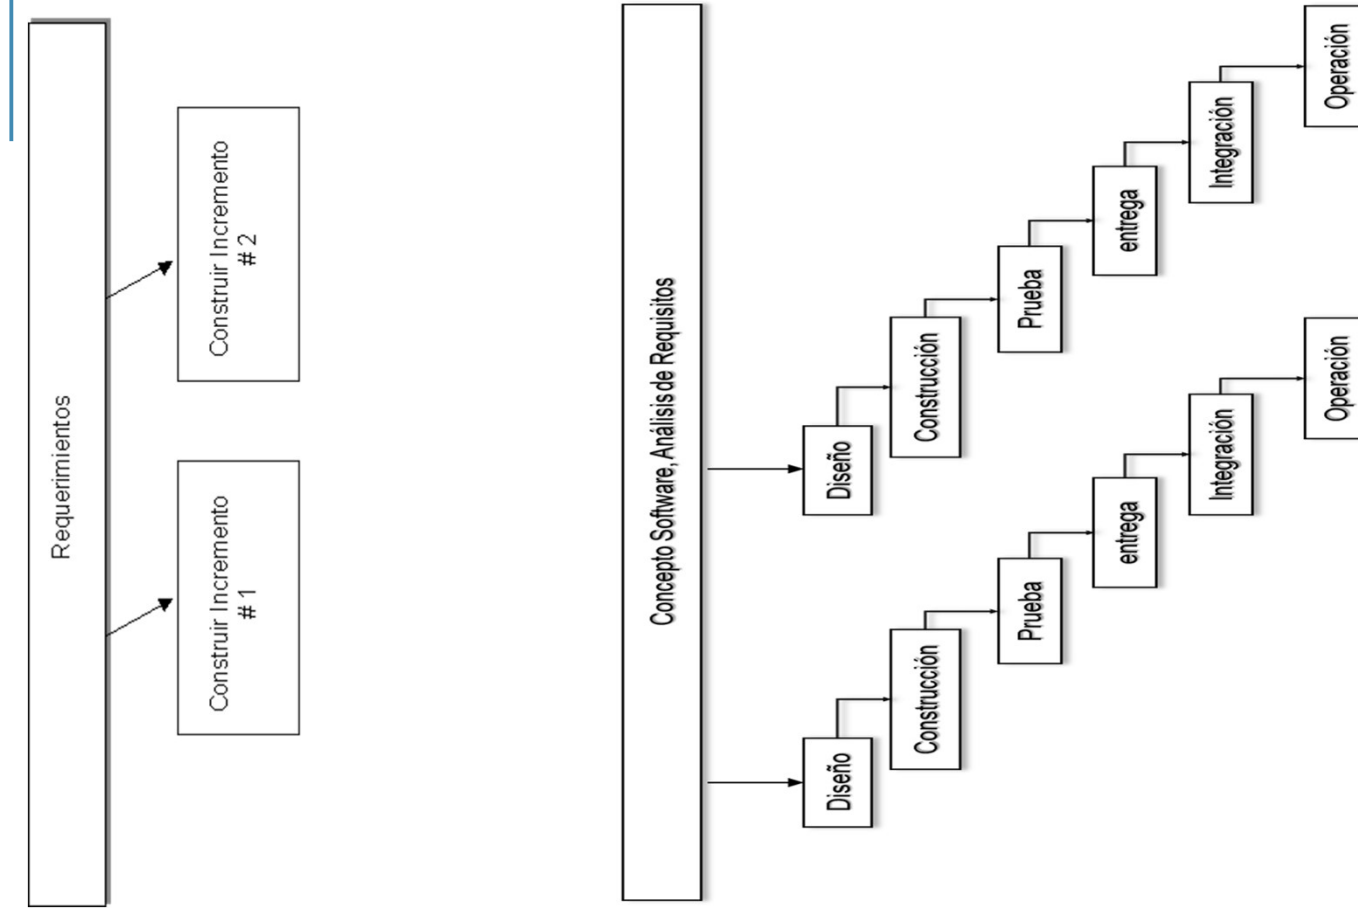 Requerimientos
Construir Incremento
# 1
Construir Incremento
# 2
Concepto Software, Análisis de Requisitos
Diseño
Construcción
Prueba
entrega
Integración
Operación
Diseño
Construcción
Prueba
entrega
Integración
Operación